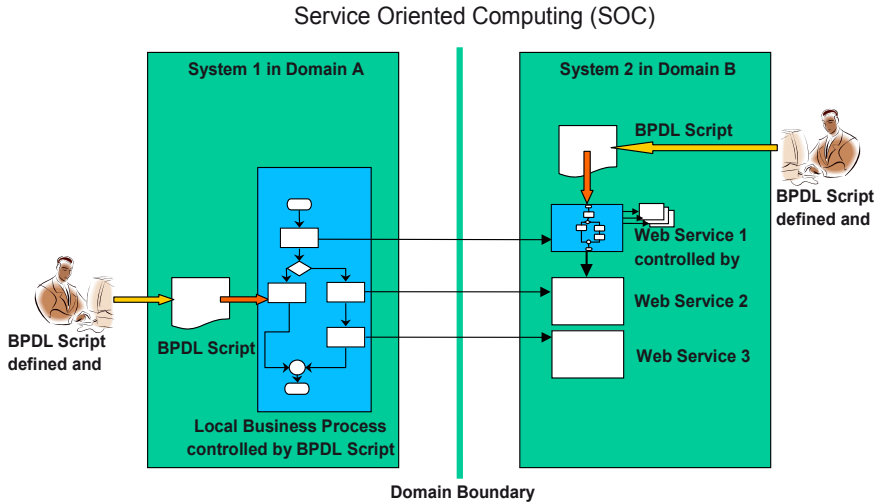 Service Oriented Computing (SOC)
System 1 in Domain A
System 2 in Domain B
BPDL Script
BPDL Script
defined and
Web Service 1
controlled by
Web Service 2
Web Service 3
BPDL Script
defined and
BPDL Script
Local Business Process
controlled by BPDL Script
Domain Boundary